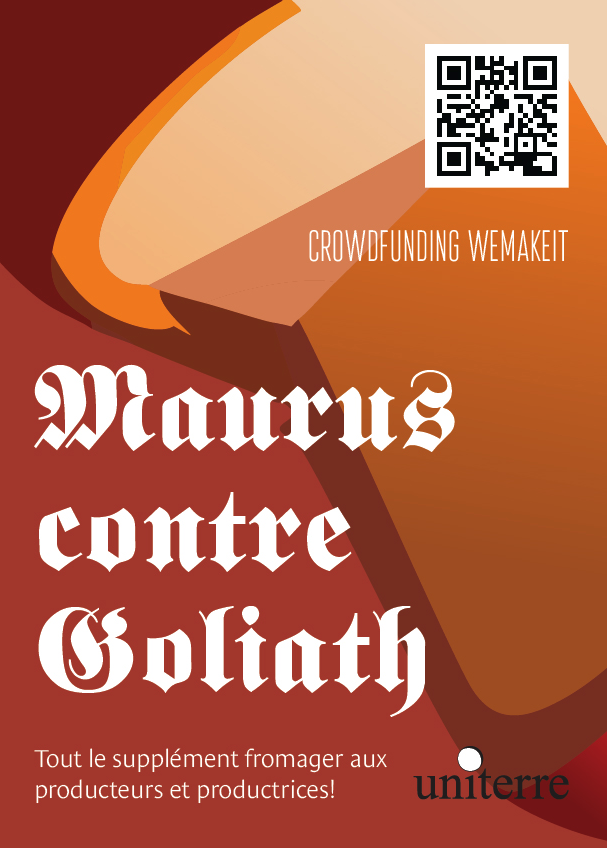 CROWDFUNDING WEMAKEIT
Maurus
contre
Goliath
Tout le supplément fromager aux
producteurs et productrices!
uniterre